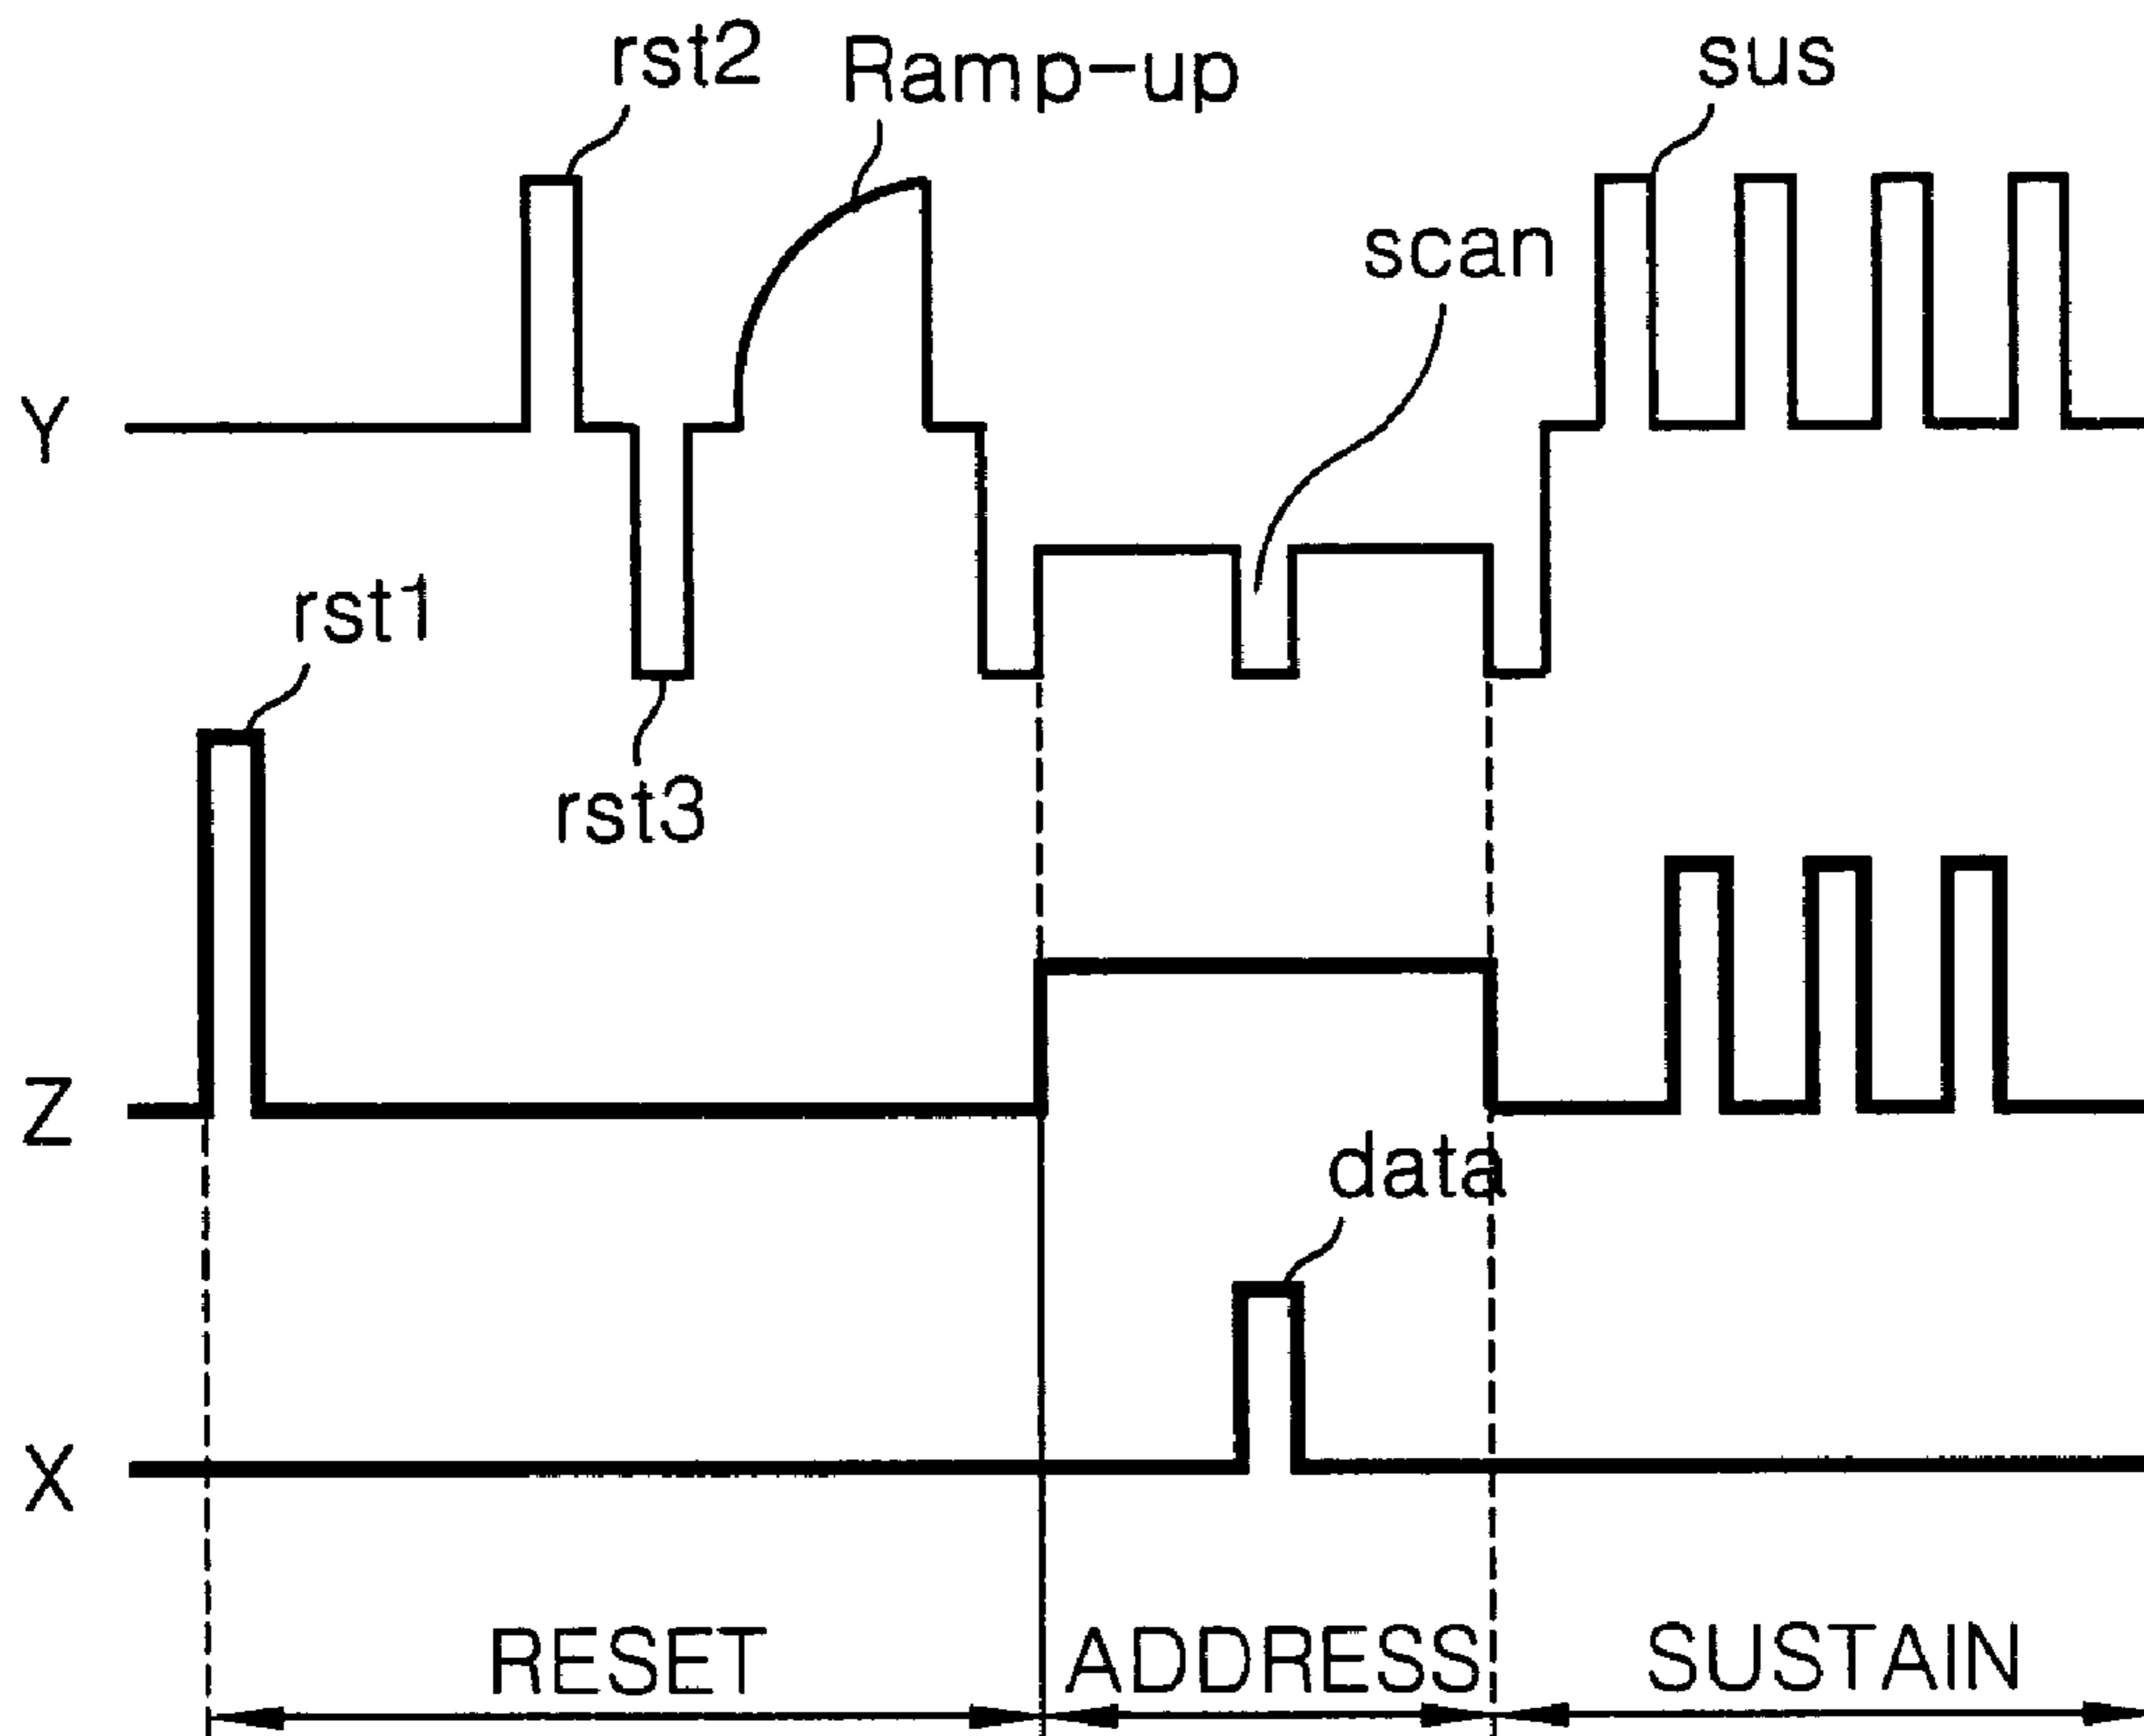 rst2
Ramp-up
sus
scan
Y
rst1
rst3
Z
data
X
RESET
ADDRESS
SUSTAIN